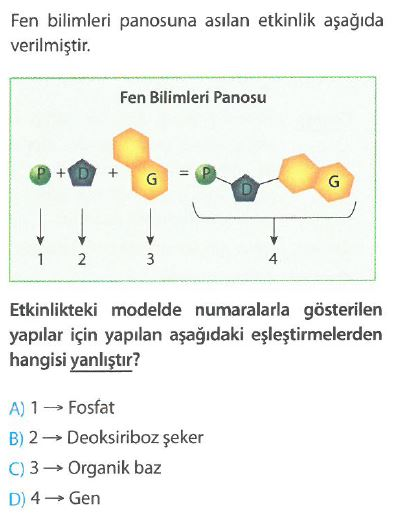 Fen bilimleri panosuna asılan etkinlik aşağıda
verilmiştir.
Fen Bilimleri Panosu
P + D + G = P D G
1 2 3 4
Etkinlikteki modelde numaralarla gösterilen
yapılar için yapılan aşağıdaki eşleştirmelerden
hangisi yanlıştır?
A) 1 → Fosfat
B) 2 → Deoksiriboz şeker
C) 3 → Organik baz
D) 4 → Gen